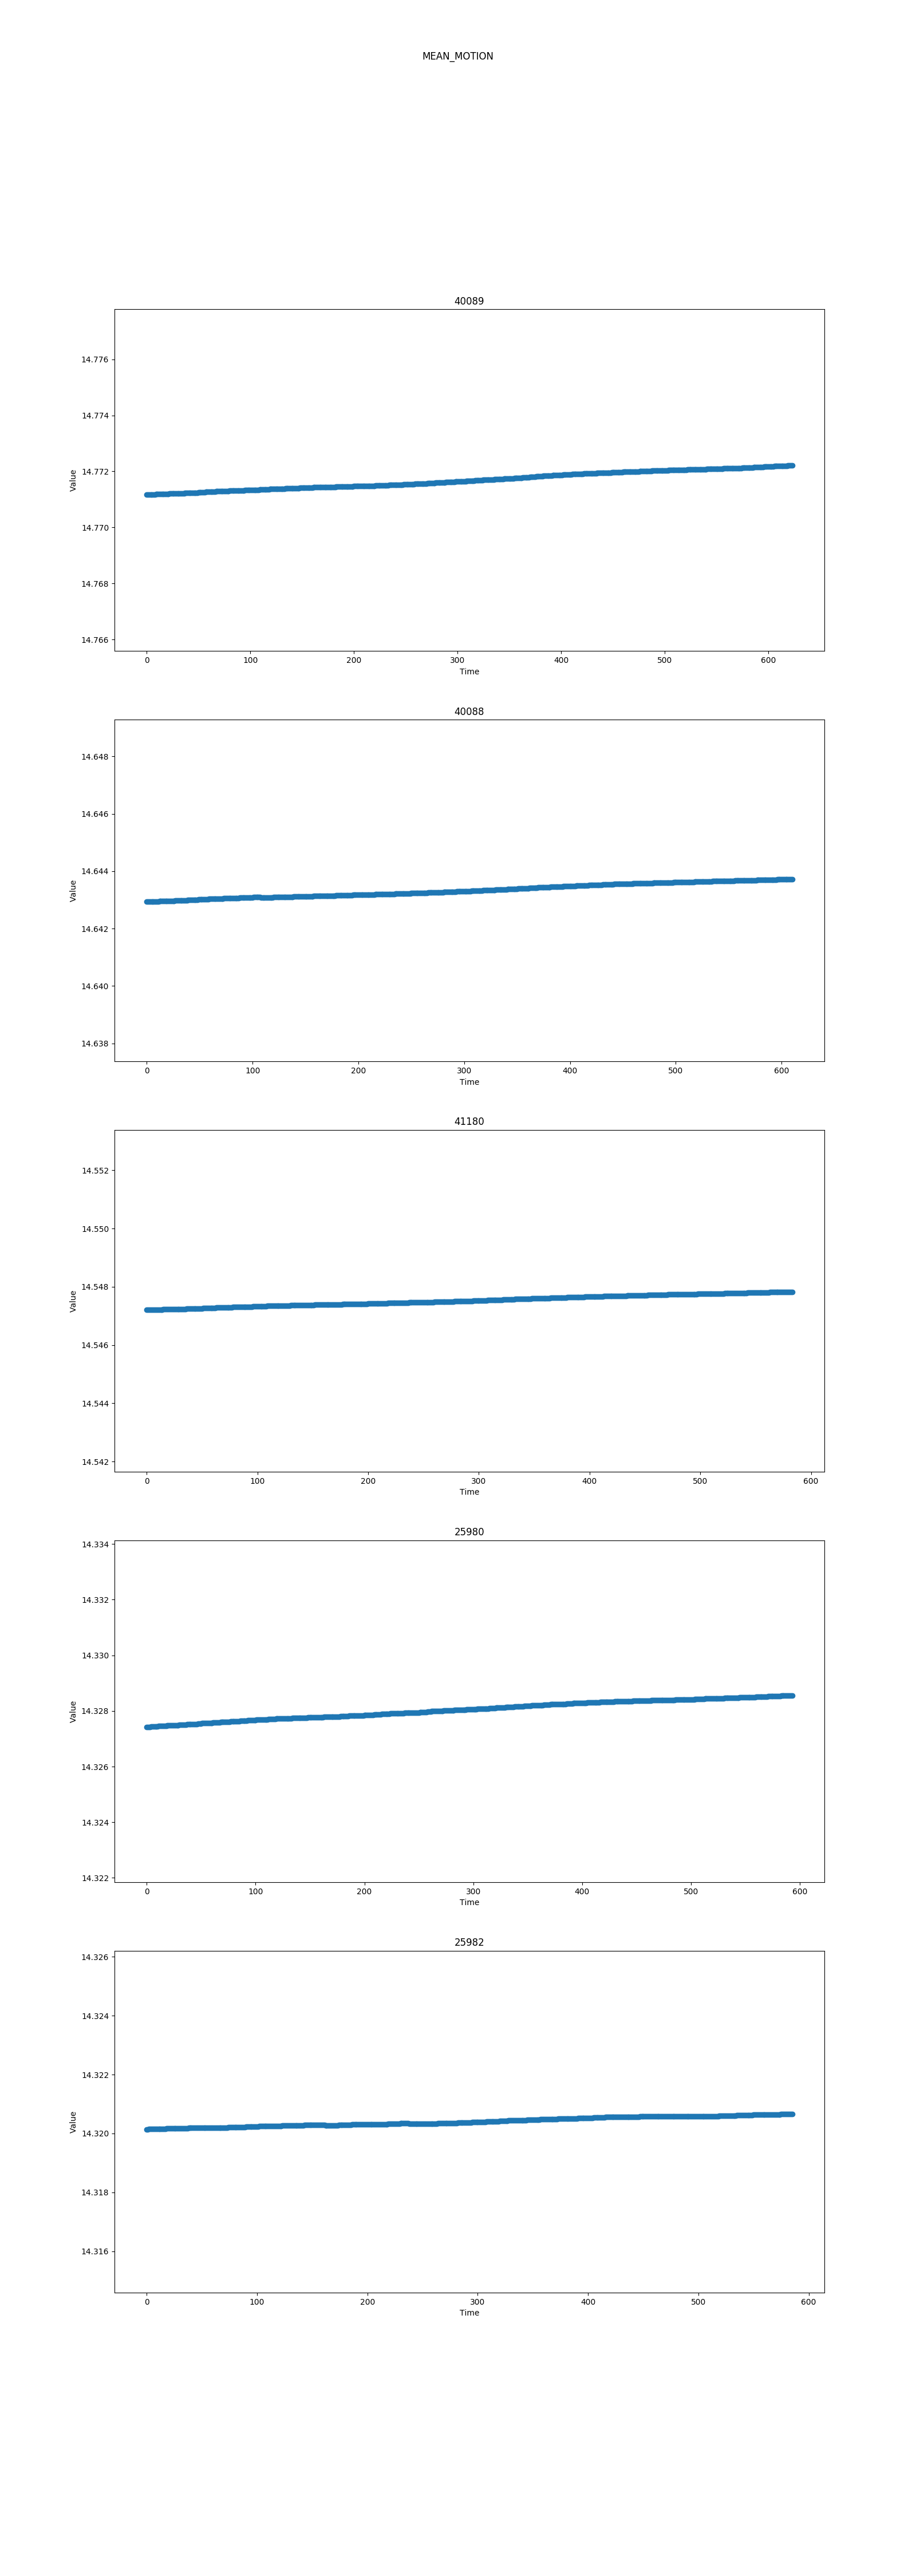 MEAN_MOTION
40089
14.776
14.774
14.772
14.770
14.768
14.766
Value
0 100 200 300 400 500 600
Time
40088
14.648
14.646
14.644
14.642
14.640
14.638
Value
0 100 200 300 400 500 600
Time
41180
14.552
14.550
14.548
14.546
14.544
14.542
Value
0 100 200 300 400 500 600
Time
25980
14.334
14.332
14.330
14.328
14.326
14.324
14.322
Value
0 100 200 300 400 500 600
Time
25982
14.326
14.324
14.322
14.320
14.318
14.316
Value
0 100 200 300 400 500 600
Time